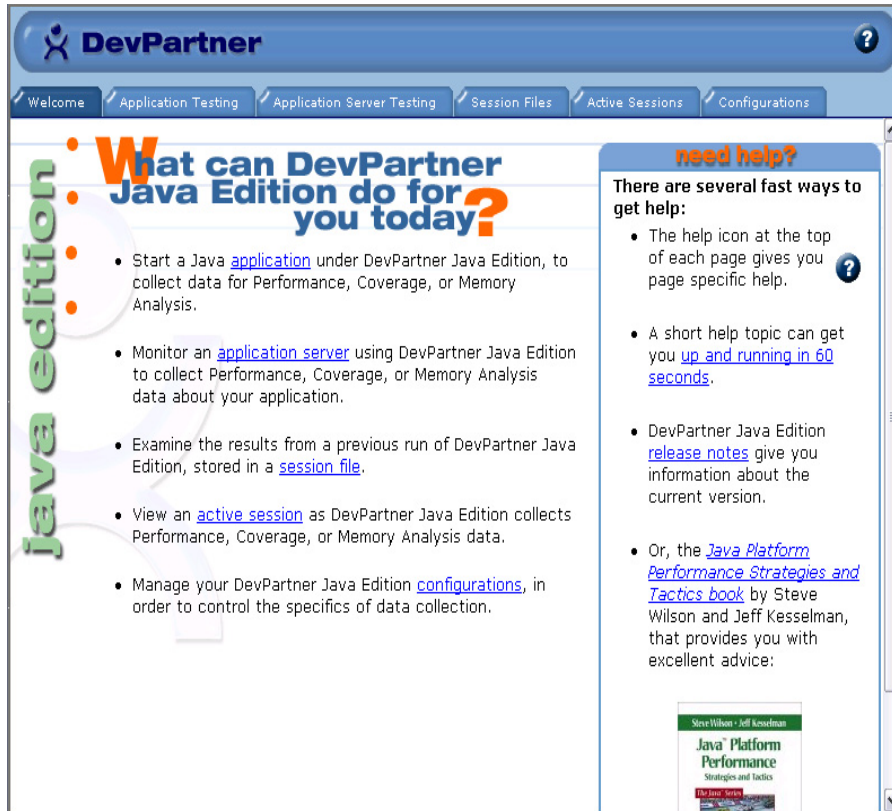 DevPartner
?
Welcome
Application Testing
Application Server Testing
Session Files
Active Sessions
Configurations
java edition
What can DevPartner
Java Edition do for
you today?
• Start a Java application under DevPartner Java Edition, to
collect data for Performance, Coverage, or Memory
Analysis.
• Monitor an application server using DevPartner Java Edition
to collect Performance, Coverage, or Memory Analysis
data about your application.
• Examine the results from a previous run of DevPartner Java
Edition, stored in a session file.
• View an active session as DevPartner Java Edition collects
Performance, Coverage, or Memory Analysis data.
• Manage your DevPartner Java Edition configurations, in
order to control the specifics of data collection.
need help?
There are several fast ways to
get help:
• The help icon at the top
of each page gives you
page specific help.
?
• A short help topic can get
you up and running in 60
seconds.
• DevPartner Java Edition
release notes give you
information about the
current version.
• Or, the Java Platform
Performance Strategies and
Tactics book by Steve
Wilson and Jeff Kesselman,
that provides you with
excellent advice:
Steve Wilson • Jeff Kesselman
Java™ Platform
Performance
Strategies and Tactics
The Java™ Series